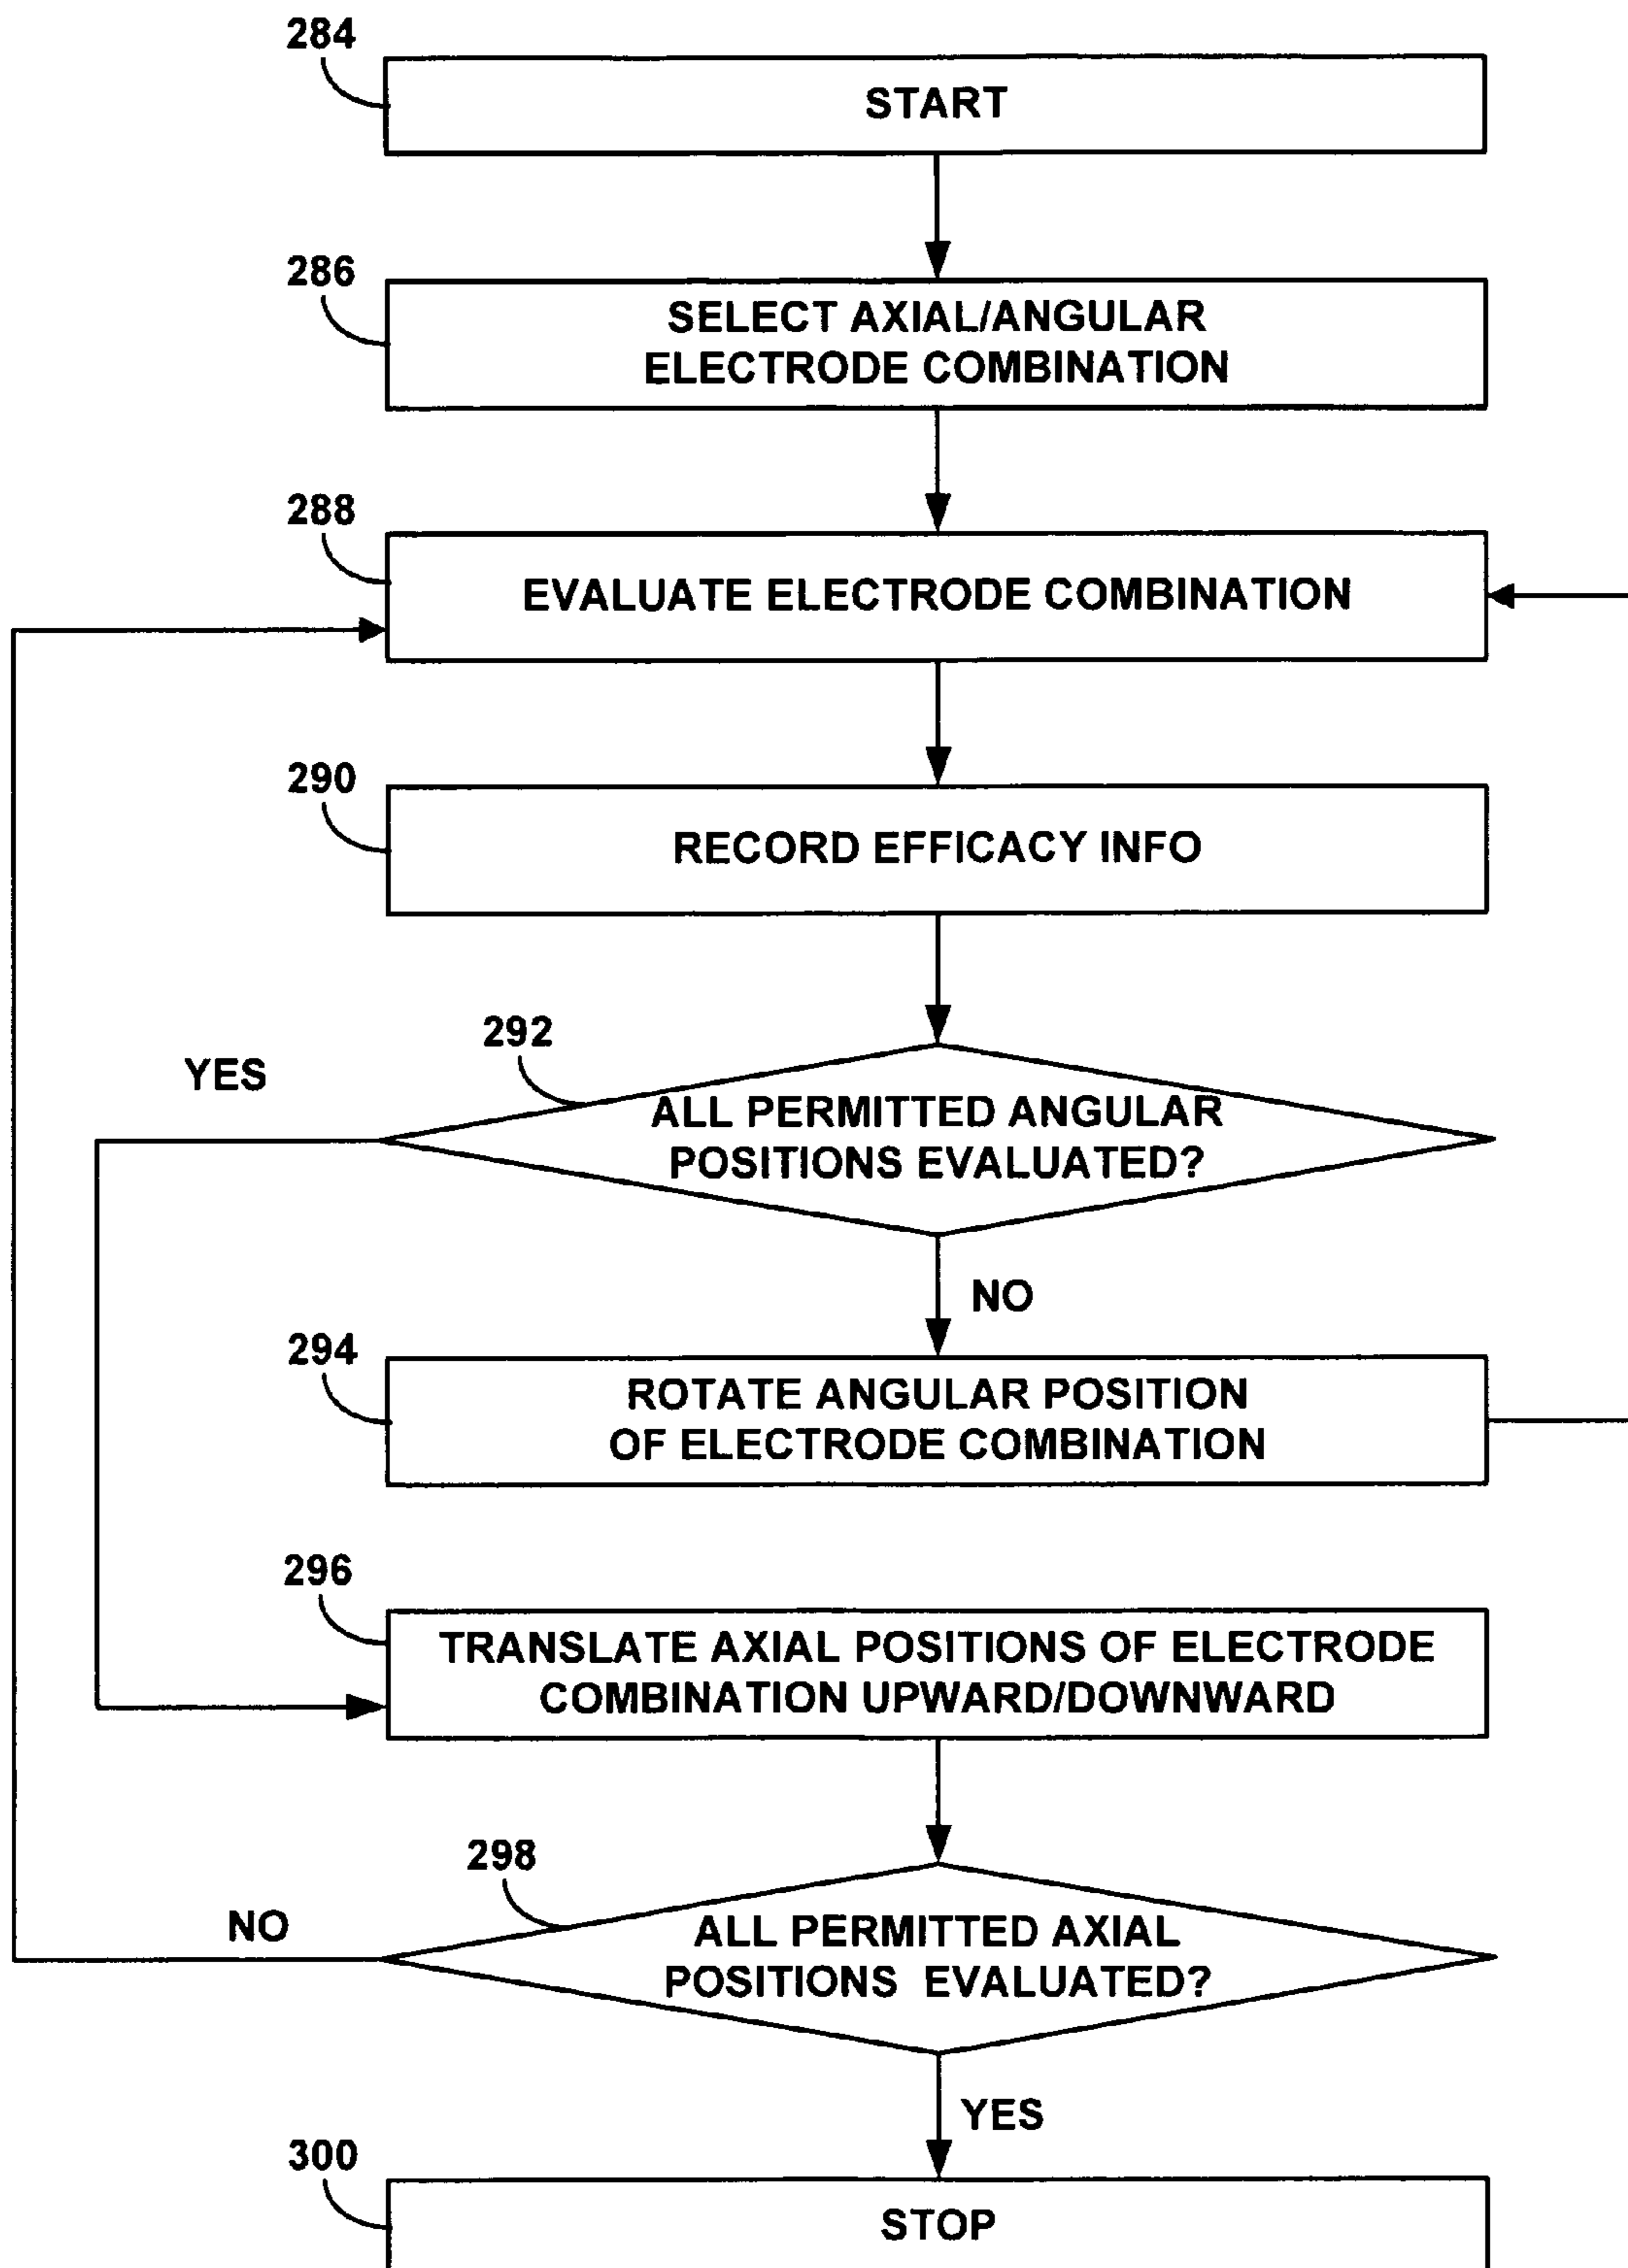 284
START
286
SELECT AXIAL/ANGULAR
ELECTRODE COMBINATION
288
EVALUATE ELECTRODE COMBINATION
290
RECORD EFFICACY INFO
292
YES
ALL PERMITTED ANGULAR
POSITIONS EVALUATED?
NO
294
ROTATE ANGULAR POSITION
OF ELECTRODE COMBINATION
296
TRANSLATE AXIAL POSITIONS OF ELECTRODE
COMBINATION UPWARD/DOWNWARD
298
NO
ALL PERMITTED AXIAL
POSITIONS EVALUATED?
YES
300
STOP